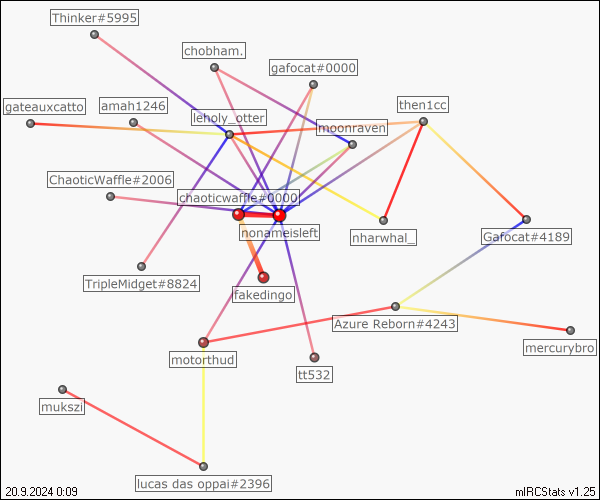 Thinker#5995
chobham.
gafocat#0000
gateauxcatto
amah1246
leholy_otter
then1cc
moonraven
ChaoticWaffle#2006
chaoticwaffle#0000
nonameisleft
nharwhal_
Gafocat#4189
TripleMidget#8824
fakedingo
Azure Reborn#4243
mercurybro
motorthud
tt532
mukszi
lucas das oppai#2396
20.9.2024 0:09
mIRCStats v1.25